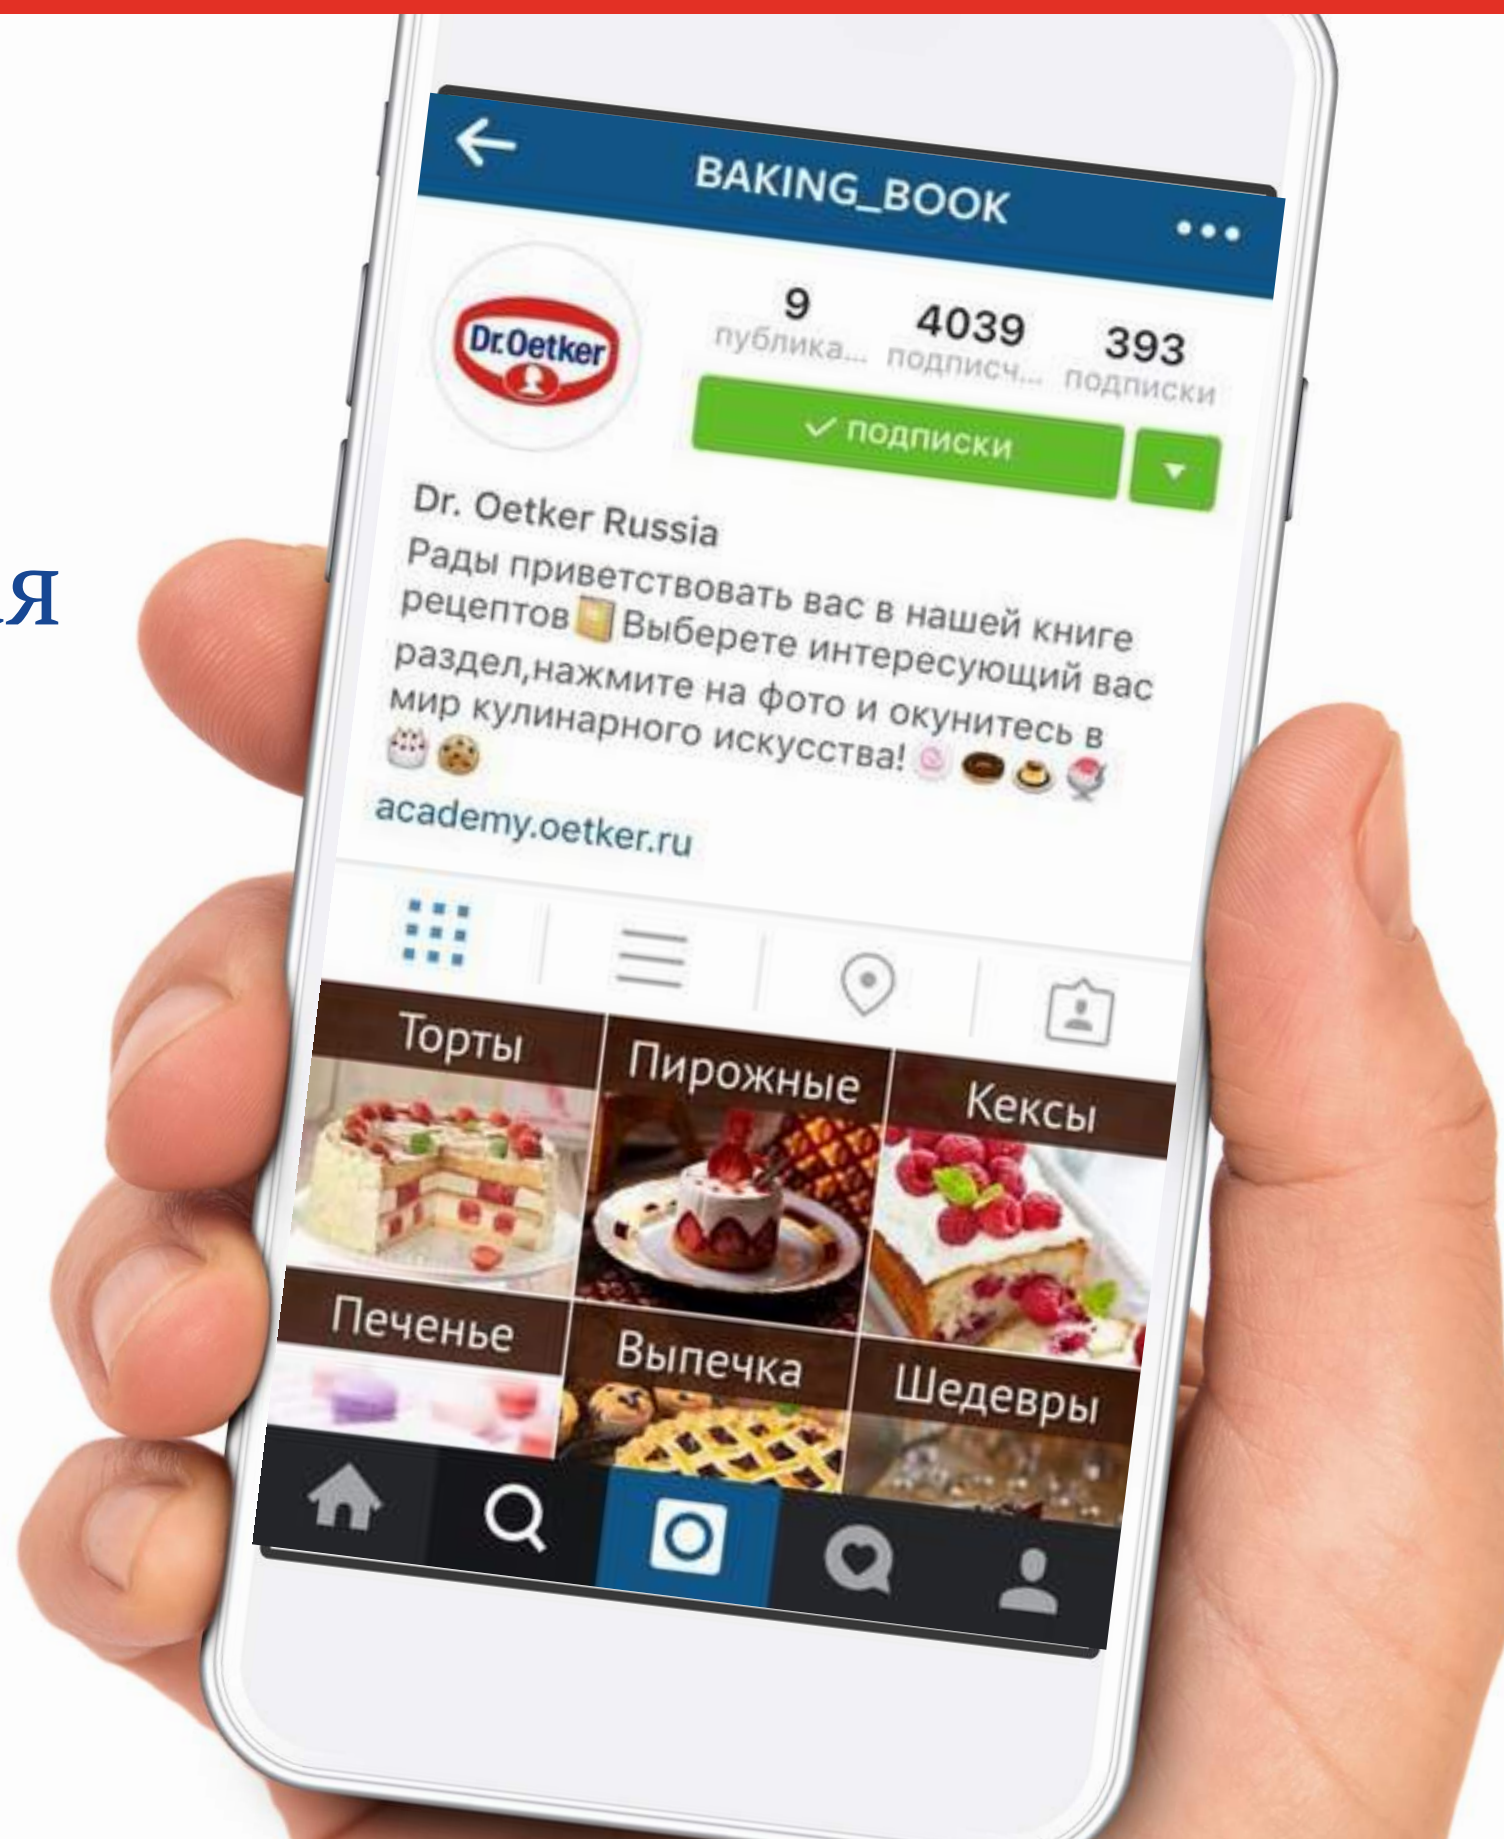 BAKING_BOOK
Dr.Oetker
9 4039 393
публика... подписч... подписки
подписки
Dr. Oetker Russia
Рады приветствовать вас в нашей книге
рецептов Выберете интересующий вас
раздел,нажмите на фото и окунитесь в
мир кулинарного искусства!
academy.oetker.ru
Торты Пирожные Кексы
Печенье Выпечка Шедевры